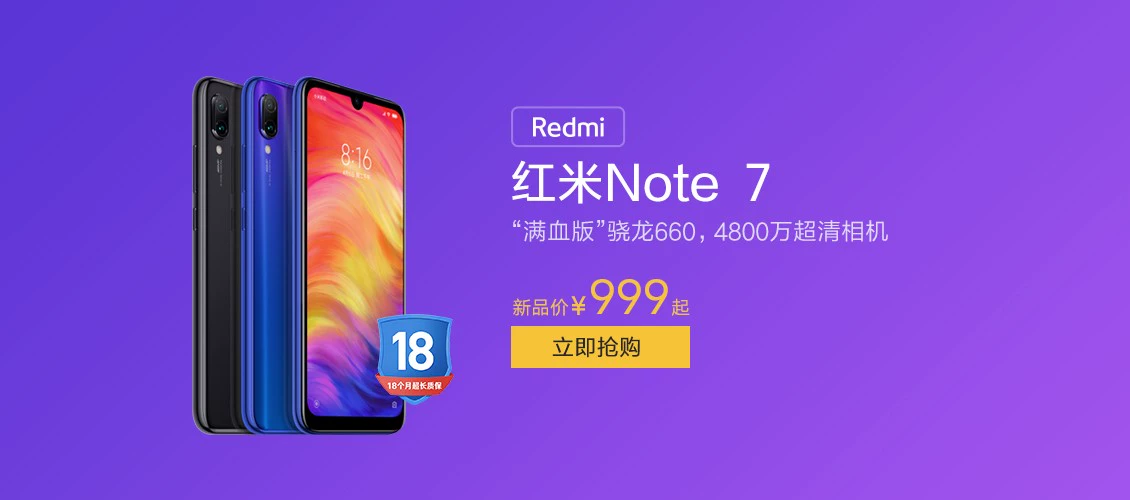 Redmi
红米Note 7
“满血版”骁龙660，4800万超清相机
新品价¥999起
立即抢购
8:16
18
18个月超长质保